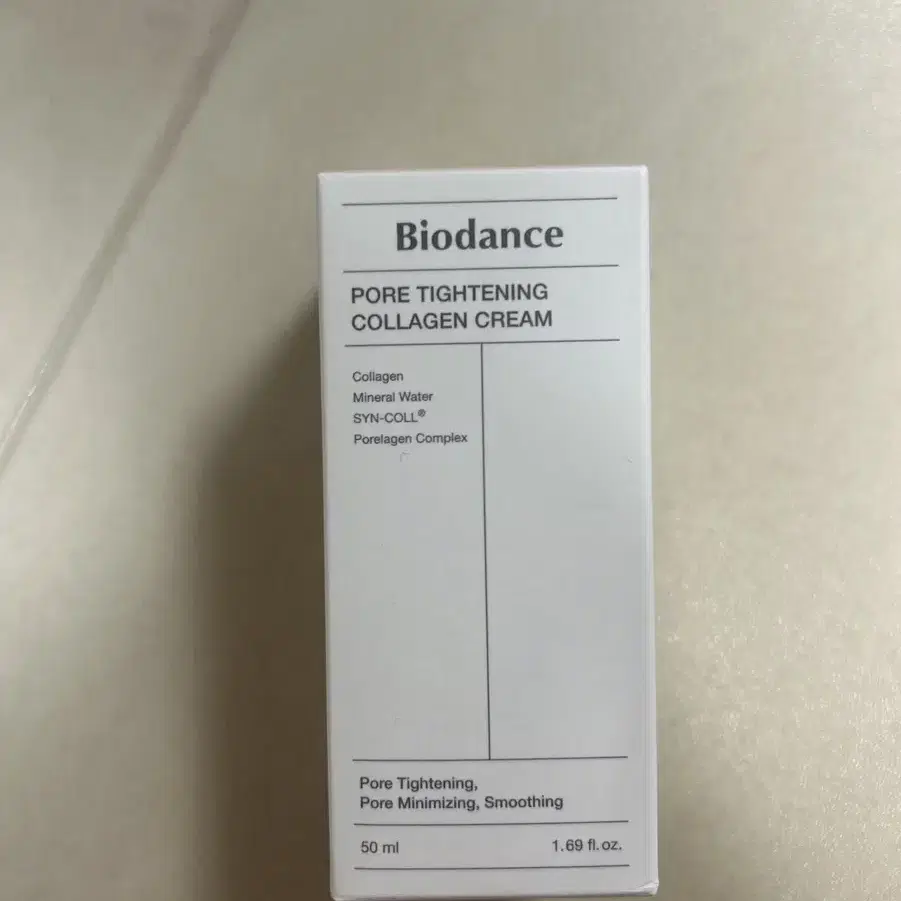 Biodance
PORE TIGHTENING
COLLAGEN CREAM
Collagen
Mineral Water
SYN-COLL®
Porelagen Complex
Pore Tightening,
Pore Minimizing, Smoothing
50 ml 1.69 fl.oz.